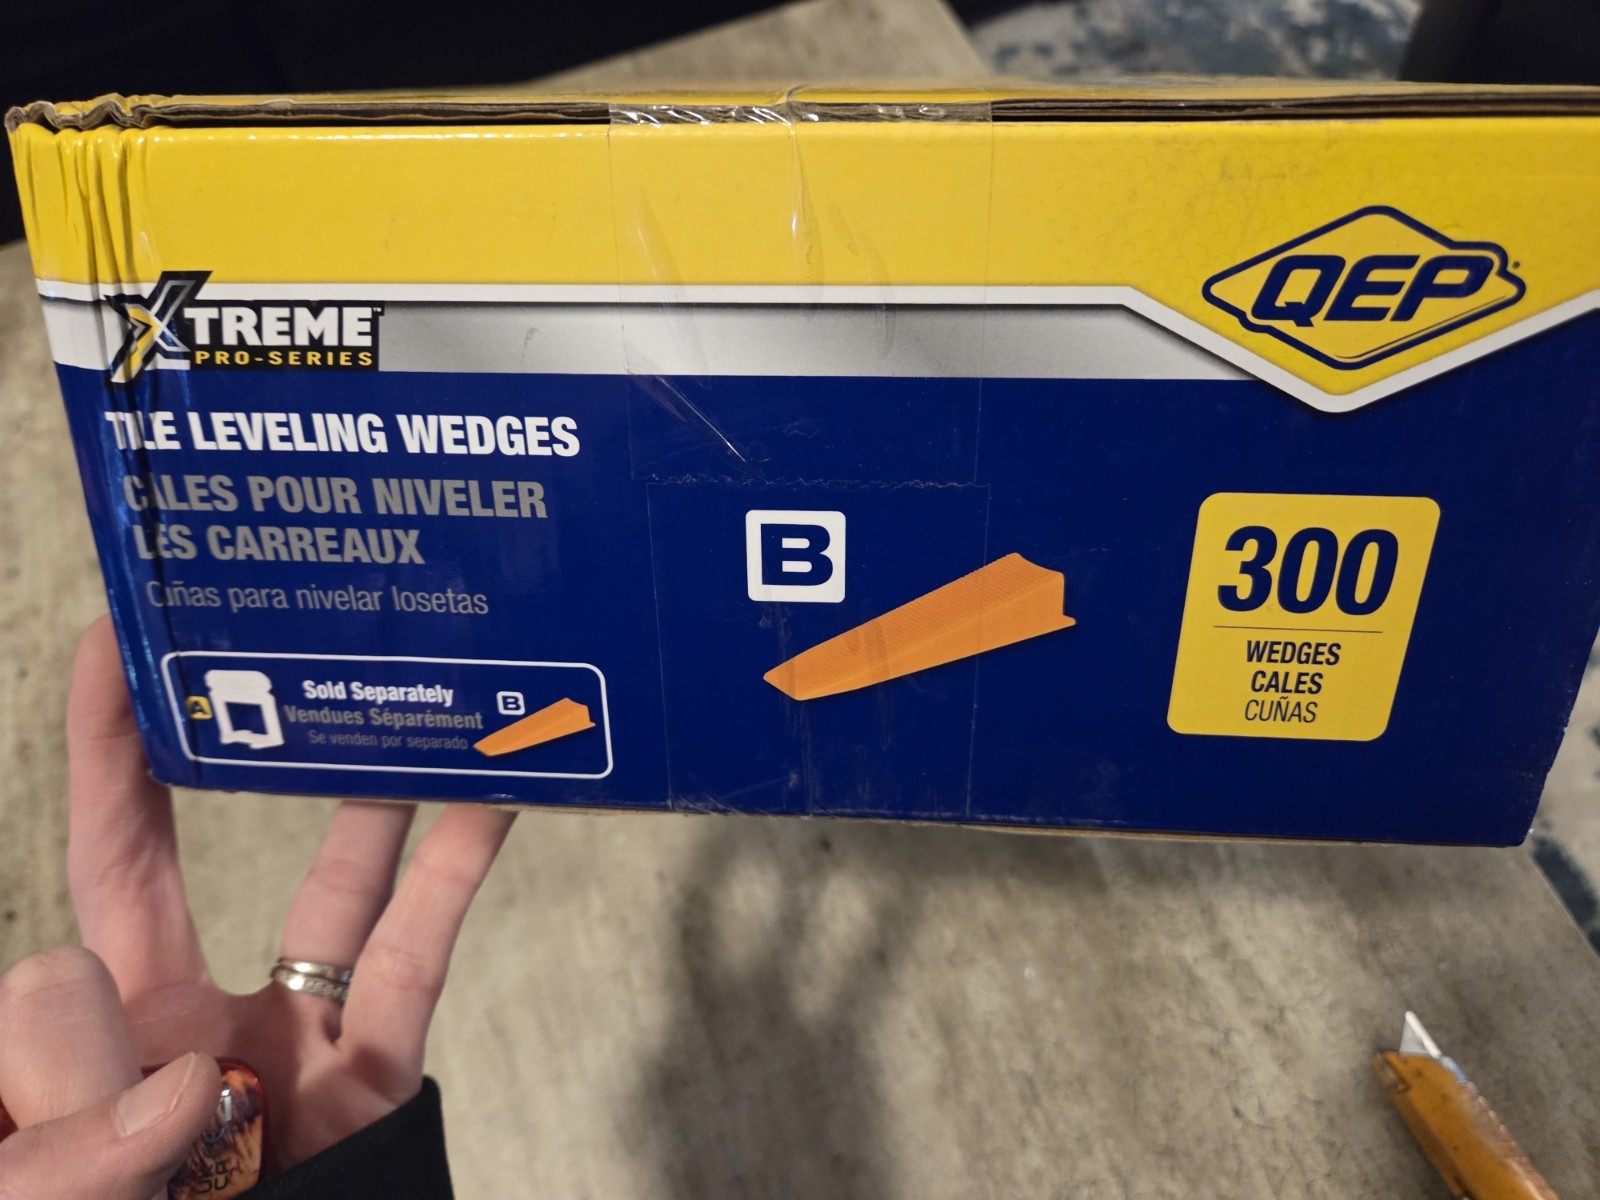 XTREME™
PRO-SERIES
QEP
TILE LEVELING WEDGES
CALES POUR NIVELER
LES CARREAUX
Cuñas para nivelar losetas
B
300
WEDGES
CALES
CUÑAS
A
Sold Separately
Vendues Séparément
Se venden por separado
B